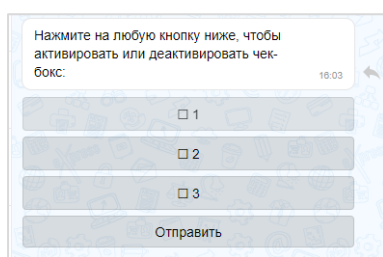 Нажмите на любую кнопку ниже, чтобы
активировать или деактивировать чек-
бокс:
16:03
☐ 1
☐ 2
☐ 3
Отправить